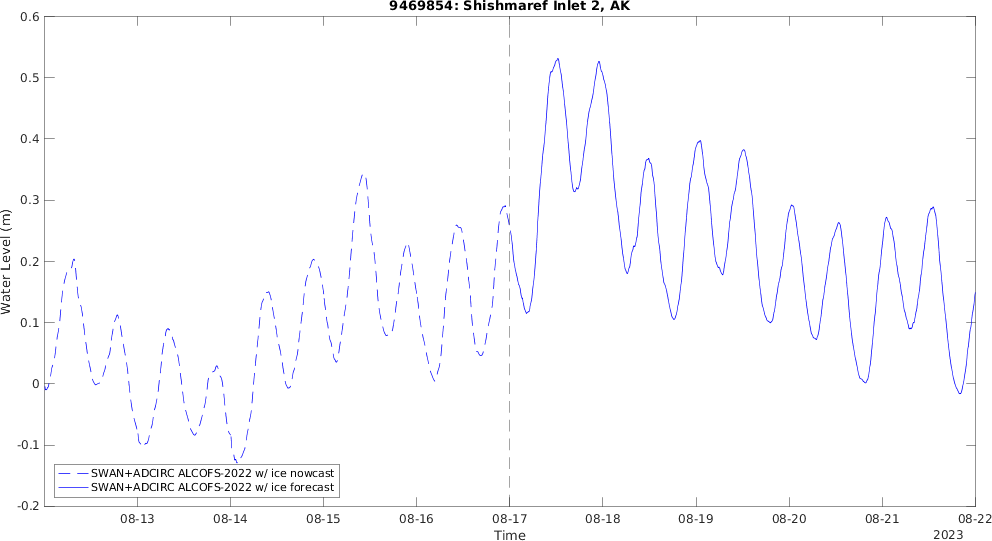 9469854: Shishmaref Inlet 2, AK
0.6
0.5
0.4
0.3
0.2
0.1
0
-0.1
-0.2
Water Level (m)
SWAN+ADCIRC ALCOFS-2022 w/ ice nowcast
SWAN+ADCIRC ALCOFS-2022 w/ ice forecast
08-13 08-14 08-15 08-16 08-17 08-18 08-19 08-20 08-21 08-22
Time
2023